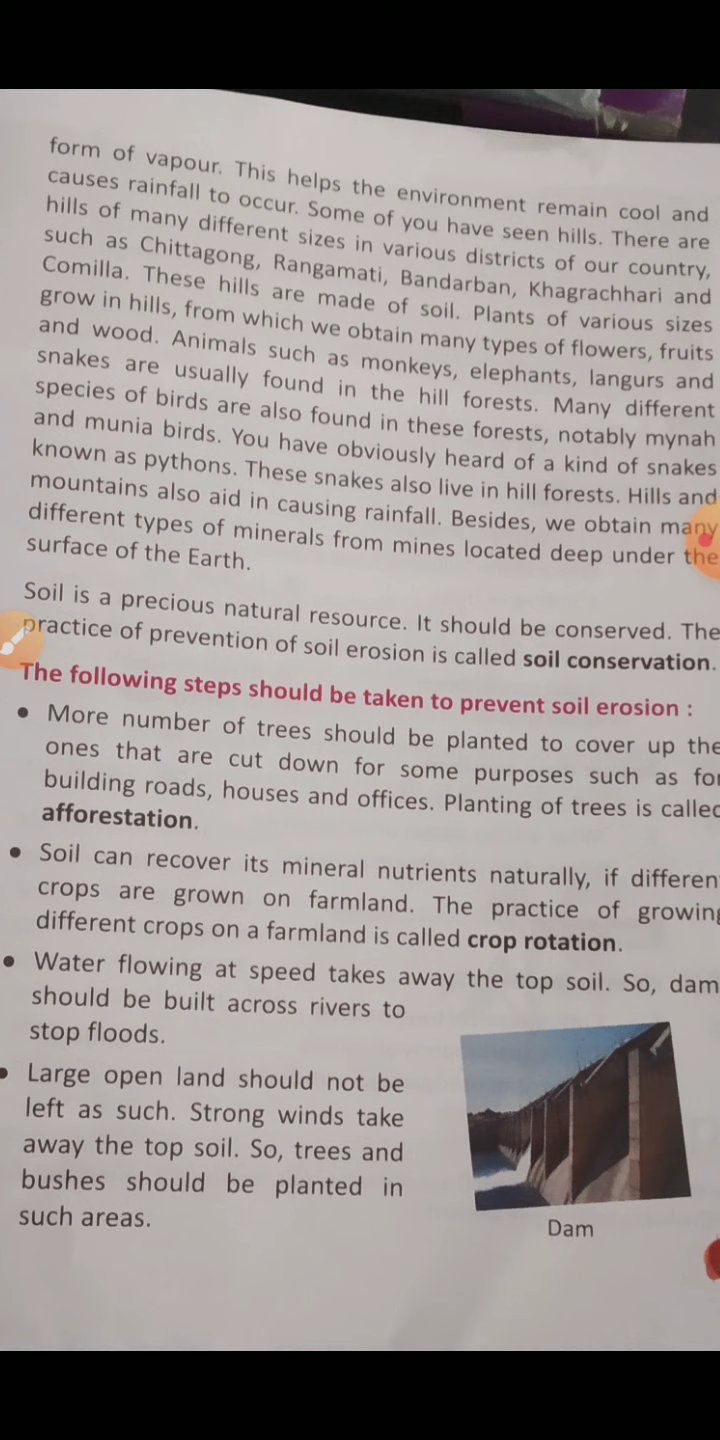 form of vapour. This helps the environment remain cool and
causes rainfall to occur. Some of you have seen hills. There are
hills of many different sizes in various districts of our country,
such as Chittagong, Rangamati, Bandarban, Khagrachhari and
Comilla. These hills are made of soil. Plants of various sizes
grow in hills, from which we obtain many types of flowers, fruits
and wood. Animals such as monkeys, elephants, langurs and
snakes are usually found in the hill forests. Many different
species of birds are also found in these forests, notably mynah
and munia birds. You have obviously heard of a kind of snakes
known as pythons. These snakes also live in hill forests. Hills and
mountains also aid in causing rainfall. Besides, we obtain many
different types of minerals from mines located deep under the
surface of the Earth.
Soil is a precious natural resource. It should be conserved. The
practice of prevention of soil erosion is called soil conservation.
The following steps should be taken to prevent soil erosion :
• More number of trees should be planted to cover up the
ones that are cut down for some purposes such as for
building roads, houses and offices. Planting of trees is called
afforestation.
• Soil can recover its mineral nutrients naturally, if differen
crops are grown on farmland. The practice of growing
different crops on a farmland is called crop rotation.
• Water flowing at speed takes away the top soil. So, dam
should be built across rivers to
stop floods.
• Large open land should not be
left as such. Strong winds take
away the top soil. So, trees and
bushes should be planted in
such areas.
Dam